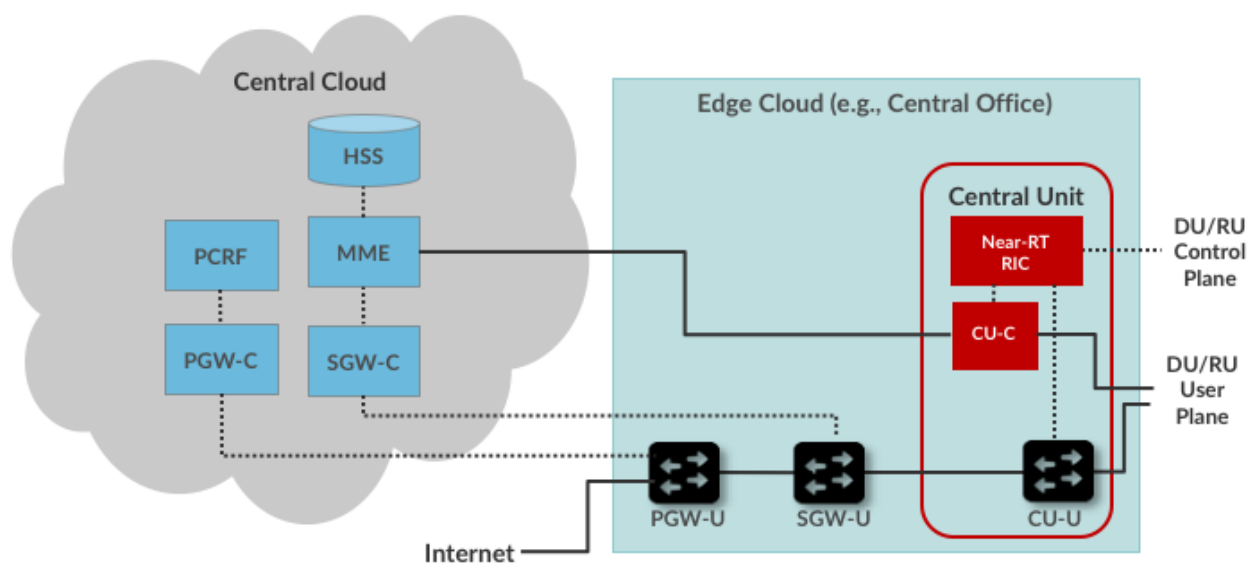 Central Cloud
HSS
PCRF
MME
PGW-C
SGW-C
Edge Cloud (e.g., Central Office)
Central Unit
Near-RT
RIC
CU-C
DU/RU
Control
Plane
DU/RU
User
Plane
PGW-U
SGW-U
CU-U
Internet